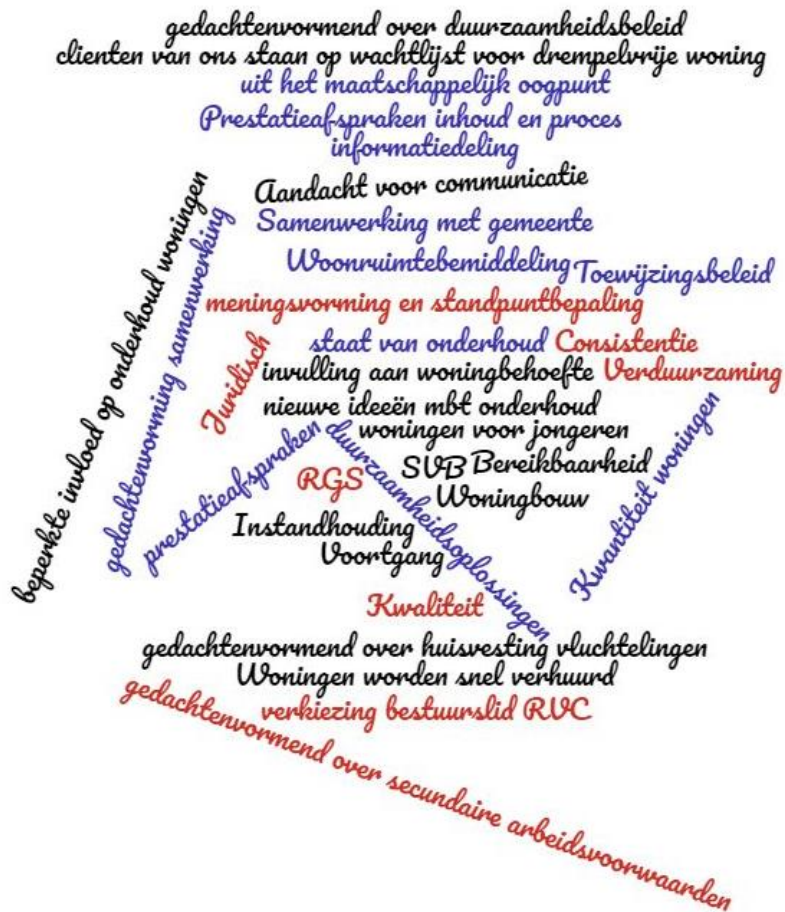 gedachtenvormend over duurzaamheidsbeleid
clienten van ons staan op wachtlijst voor drempelvrije woning
uit het maatschappelijk oogpunt
Prestatieafspraken inhoud en proces
informatiedeling
Aandacht voor communicatie
beperkte invloed op onderhoud woningen
gedachtenvorming samenwerking
Samenwerking met gemeente
Woonruimtebemiddeling
Toewijzingsbeleid
meningsvorming en standpuntbepaling
staat van onderhoud
Consistentie
Juridisch
invulling aan woningbehoefte
Verduurzaming
nieuwe ideeën mbt onderhoud
woningen voor jongeren
prestatieafspraken
duurzaamheidsoplossingen
SVB
Bereikbaarheid
RGS
Woningbouw
Kwantiteit woningen
Instandhouding
Voortgang
Kwaliteit
gedachtenvormend over huisvesting vluchtelingen
Woningen worden snel verhuurd
verkiezing bestuurslid RVC
gedachtenvormend over secundaire arbeidsvoorwaarden